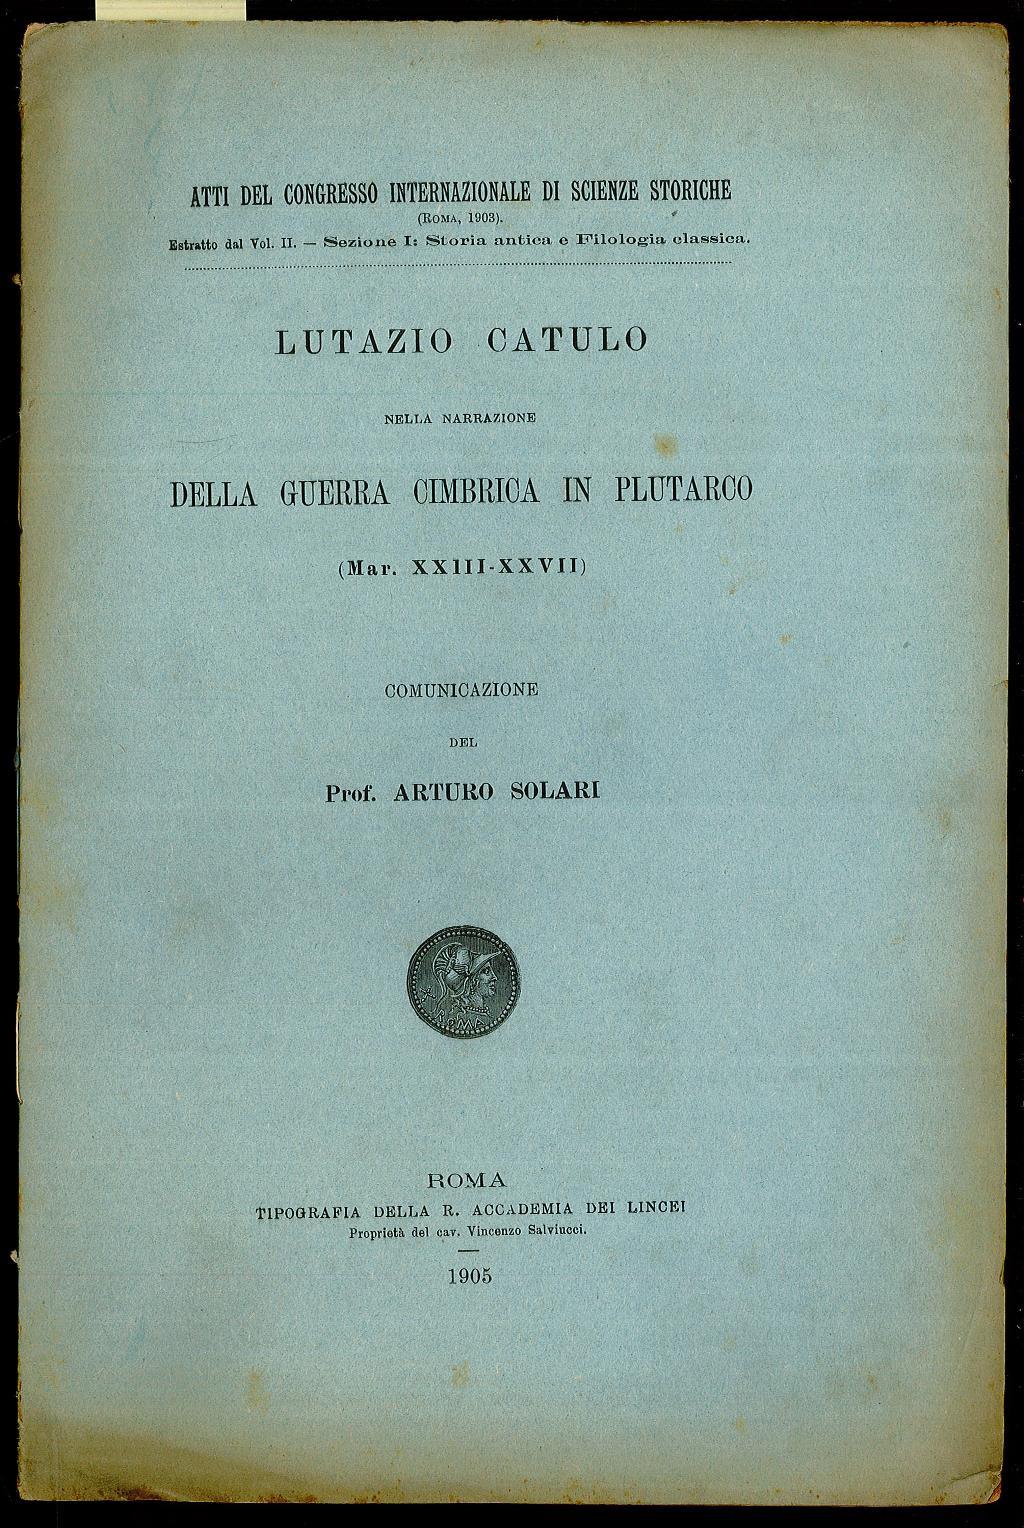 ATTI DEL CONGRESSO INTERNAZIONALE DI SCIENZE STORICHE
(ROMA, 1903).
Estratto dal Vol. II. — Sezione I: Storia antica e Filologia classica.
LUTAZIO CATULO
NELLA NARRAZIONE
DELLA GUERRA CIMBRICA IN PLUTARCO
(Mar. XXIII-XXVII)
COMUNICAZIONE
DEL
Prof. ARTURO SOLARI
ROMA
ROMA
TIPOGRAFIA DELLA R. ACCADEMIA DEI LINCEI
Proprietà del cav. Vincenzo Salviucci.
1905